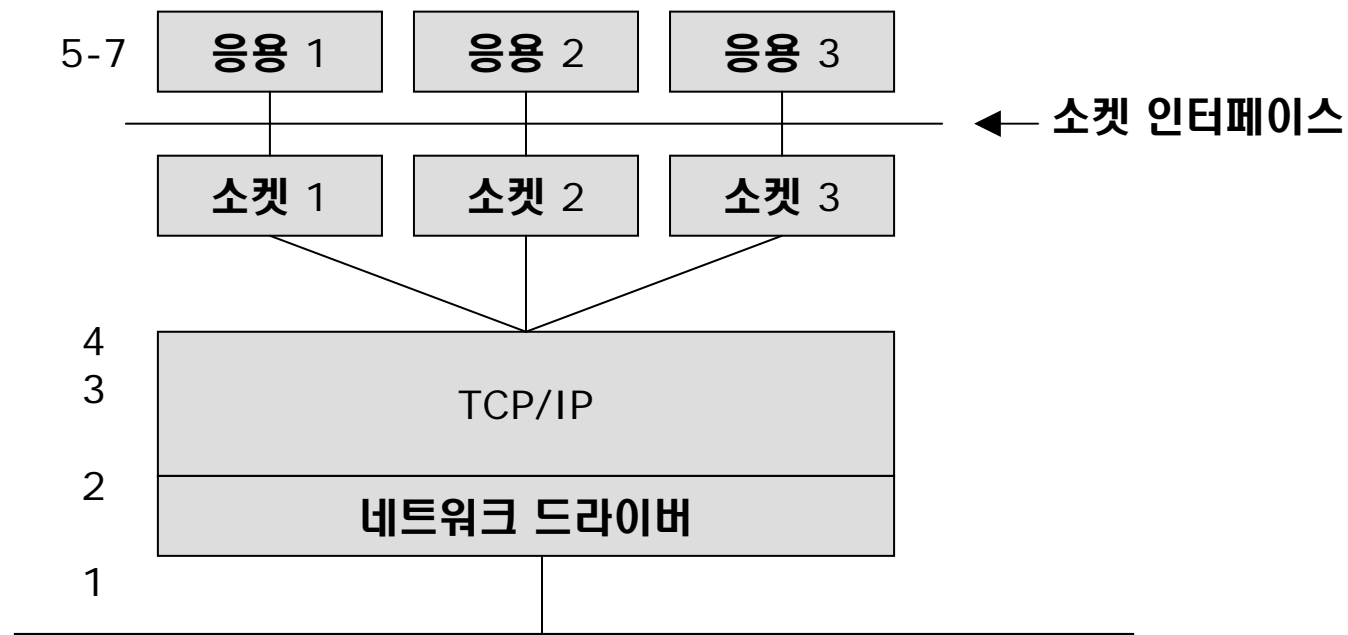 5-7 응용 1 응용 2 응용 3
소켓 인터페이스
소켓 1 소켓 2 소켓 3
4
3 TCP/IP
2
네트워크 드라이버
1